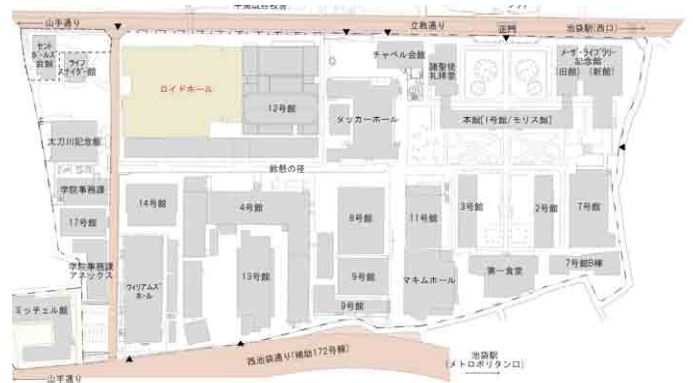 山手通り
立教通り
池袋駅(西口)
正門
セント
ポールズ
会館
ライフ
スナイダー館
ロイドホール
12号館
チャペル会館
諸聖徒
礼拝堂
メーザーライブラリー
記念館
(旧館) (新館)
タッカーホール
本館[1号館/モリス館]
太刀川記念館
鈴懸の径
学院事務課
14号館
4号館
8号館
11号館
3号館
2号館
7号館
17号館
学院事務課
アネックス
ウィリアムズ
ホール
13号館
9号館
マキムホール
第一食堂
7号館B棟
9号館
ミッチェル館
西池袋通り(補助172号線)
池袋駅
(メトロポリタン口)
山手通り